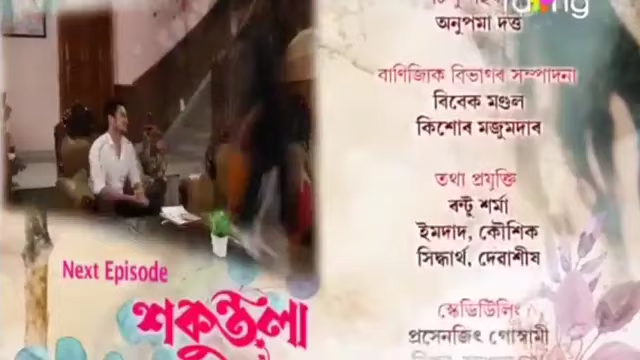 অনুপমা দত্ত
বাণিজ্যিক বিভাগৰ সম্পাদনা
বিবেক মণ্ডল
কিশোৰ মজুমদাৰ
তথা প্ৰযুক্তি
ৰন্টু শৰ্মা
ইমদাদ, কৌশিক
সিদ্ধাৰ্থ, দেৱাশীষ
স্কেডিউলিং
প্ৰসেনজিৎ গোস্বামী
Next Episode
শকুন্তলা